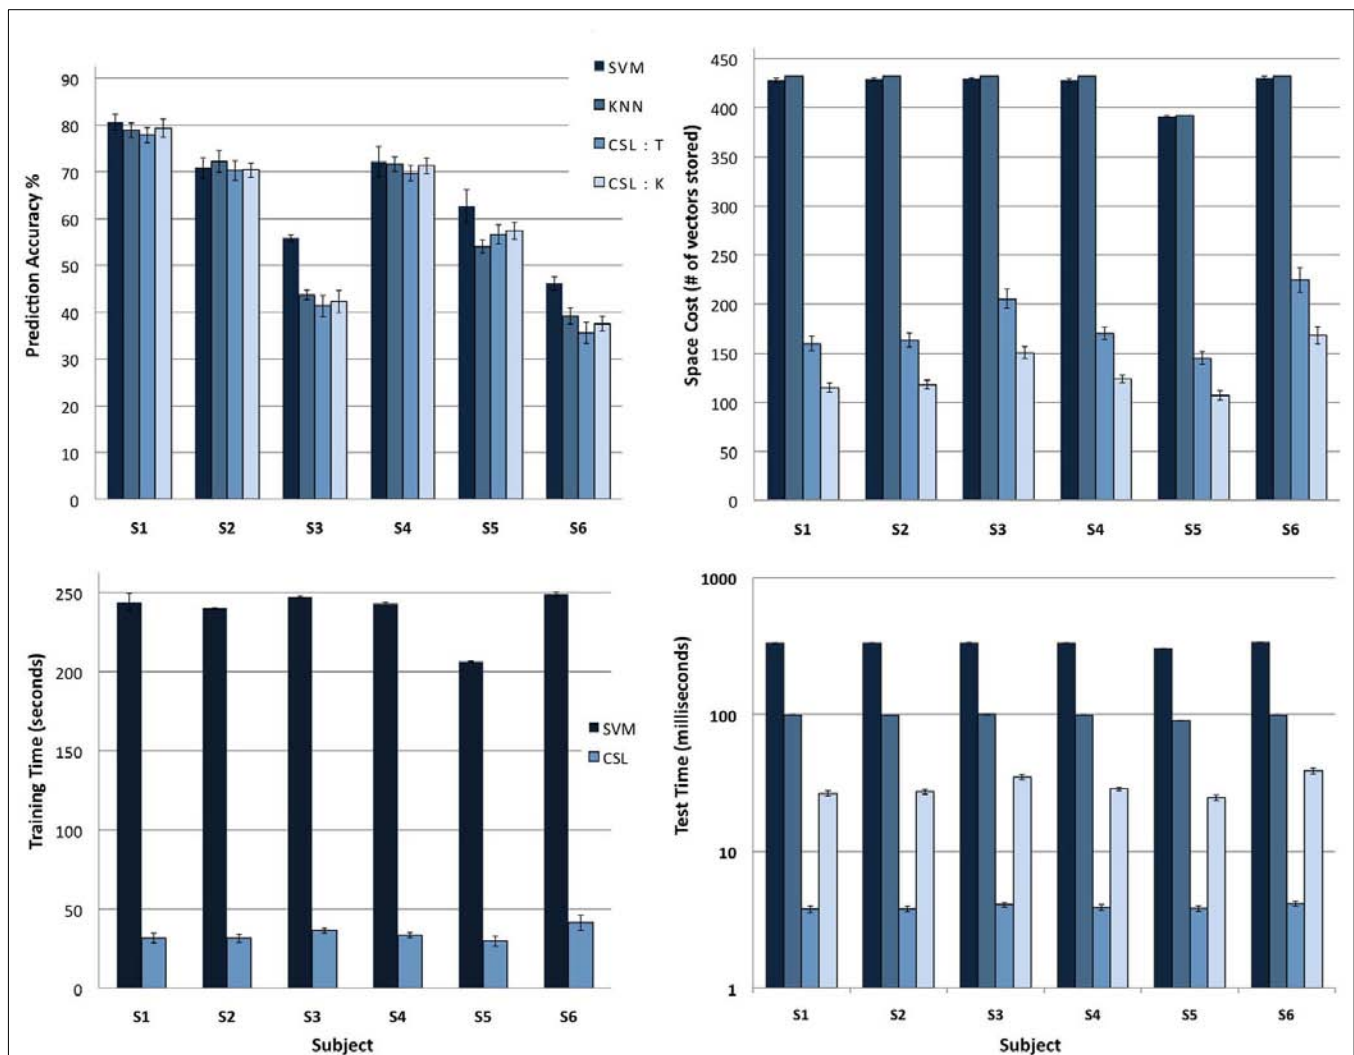 Prediction Accuracy %
90
80
70
60
50
40
30
20
10
0
S1 S2 S3 S4 S5 S6
SVM
KNN
CSL : T
CSL : K
Space Cost (# of vectors stored)
450
400
350
300
250
200
150
100
50
0
S1 S2 S3 S4 S5 S6
Training Time (seconds)
250
200
150
100
50
0
S1 S2 S3 S4 S5 S6
Subject
SVM
CSL
Test Time (milliseconds)
1000
100
10
1
S1 S2 S3 S4 S5 S6
Subject